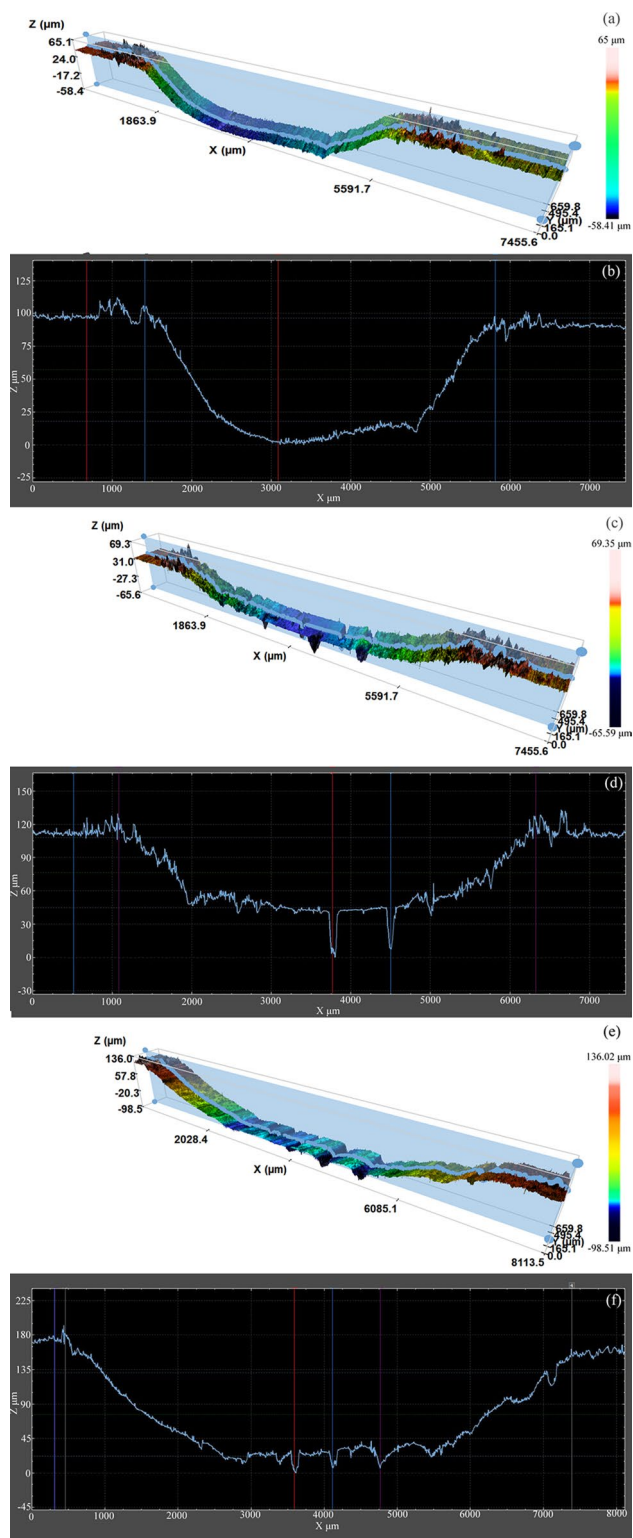 (a)
Z (µm)
65.1
24.0
-17.2
-58.4
1863.9
X (µm)
5591.7
7455.6
659.8
495.4
Y (µm)
165.1
0.0
65 µm
-58.41 µm
(b)
Z µm
125
100
75
50
25
0
-25
0 1000 2000 3000 4000 5000 6000 7000
X µm
(c)
Z (µm)
69.3
31.0
-27.3
-65.6
1863.9
X (µm)
5591.7
7455.6
659.8
495.4
Y (µm)
165.1
0.0
69.35 µm
-65.59 µm
(d)
Z µm
150
120
90
60
30
0
-30
0 1000 2000 3000 4000 5000 6000 7000
X µm
(e)
Z (µm)
136.0
57.8
-20.3
-98.5
2028.4
X (µm)
6085.1
8113.5
659.8
495.4
Y (µm)
165.1
0.0
136.02 µm
-98.51 µm
(f)
Z µm
225
180
135
90
45
0
-45
0 1000 2000 3000 4000 5000 6000 7000 8000
X µm